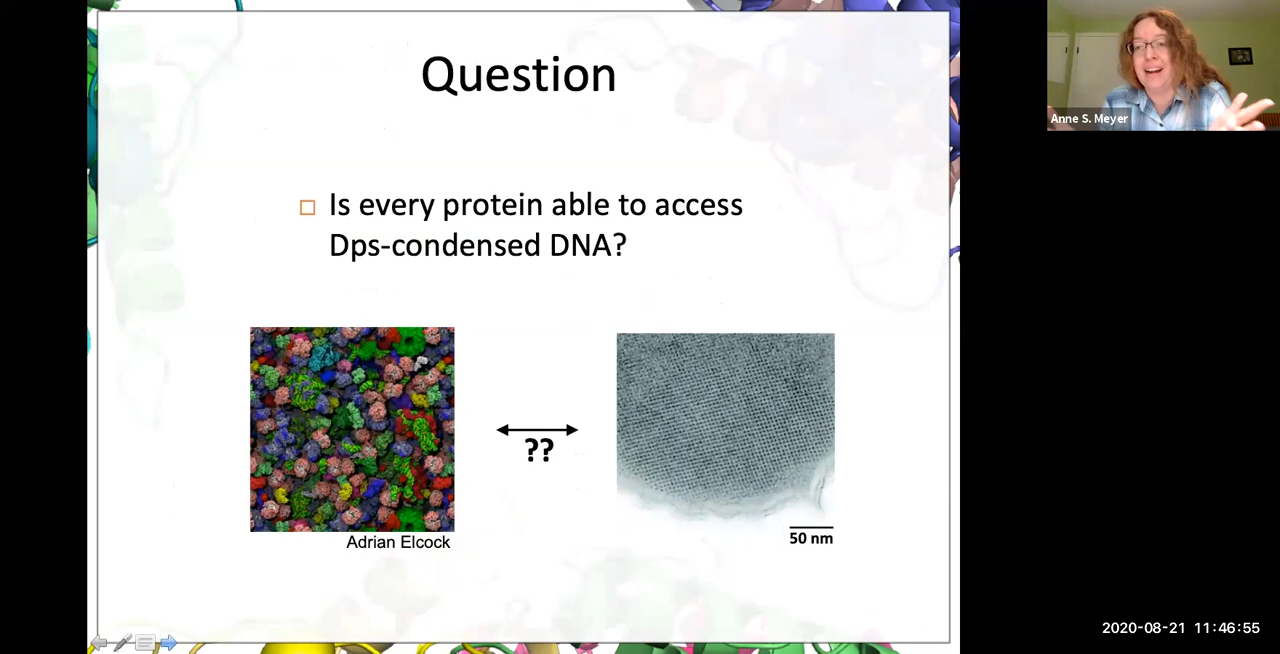 Question
Is every protein able to access
Dps-condensed DNA?
??
Adrian Elcock
50 nm
Anne S. Meyer
2020-08-21 11:46:55